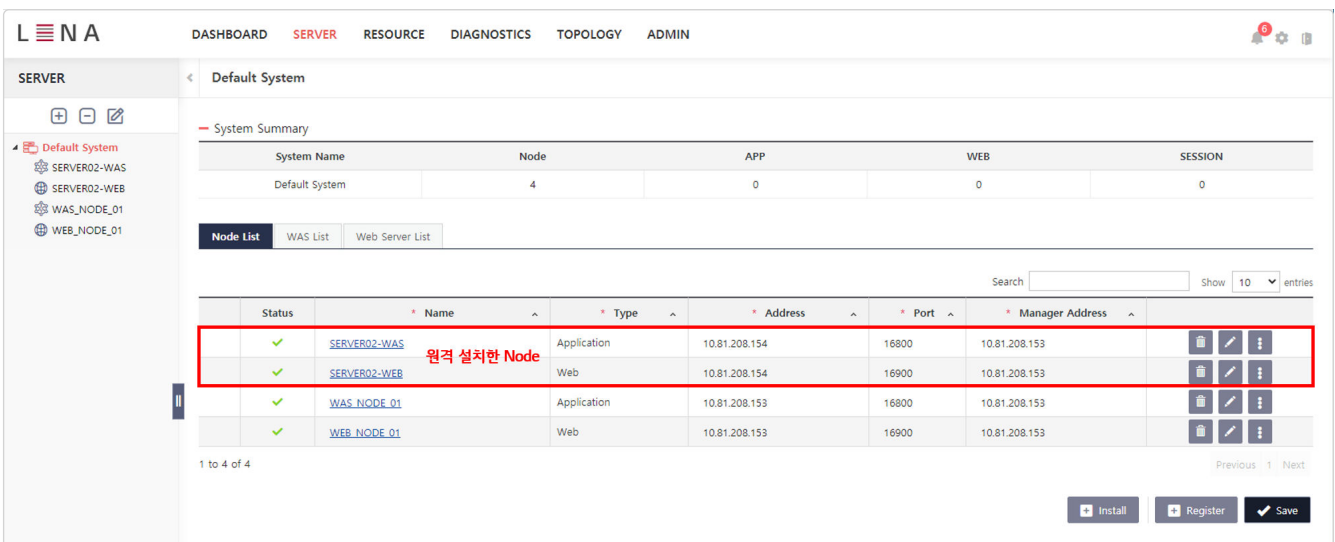 LENA
DASHBOARD SERVER RESOURCE DIAGNOSTICS TOPOLOGY ADMIN
6
SERVER
Default System
Default System
SERVER02-WAS
SERVER02-WEB
WAS_NODE_01
WEB_NODE_01
System Summary
System Name Node APP WEB SESSION
Default System 4 0 0 0
Node List WAS List Web Server List
Search Show 10 entries
Status * Name * Type * Address * Port * Manager Address
SERVER02-WAS Application 10.81.208.154 16800 10.81.208.153
원격 설치한 Node
SERVER02-WEB Web 10.81.208.154 16900 10.81.208.153
WAS_NODE_01 Application 10.81.208.153 16800 10.81.208.153
WEB_NODE_01 Web 10.81.208.153 16900 10.81.208.153
1 to 4 of 4
Previous 1 Next
Install Register Save